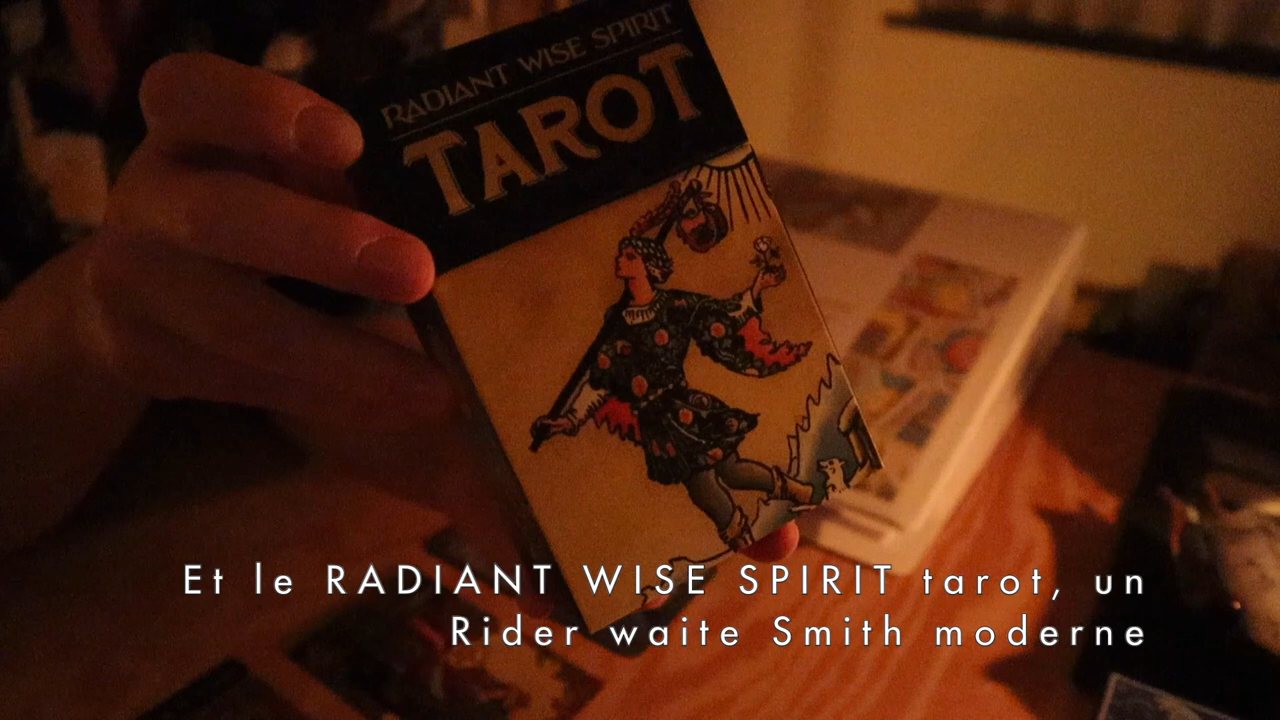 RADIANT WISE SPIRIT
TAROT
Et le RADIANT WISE SPIRIT tarot, un
Rider waite Smith moderne